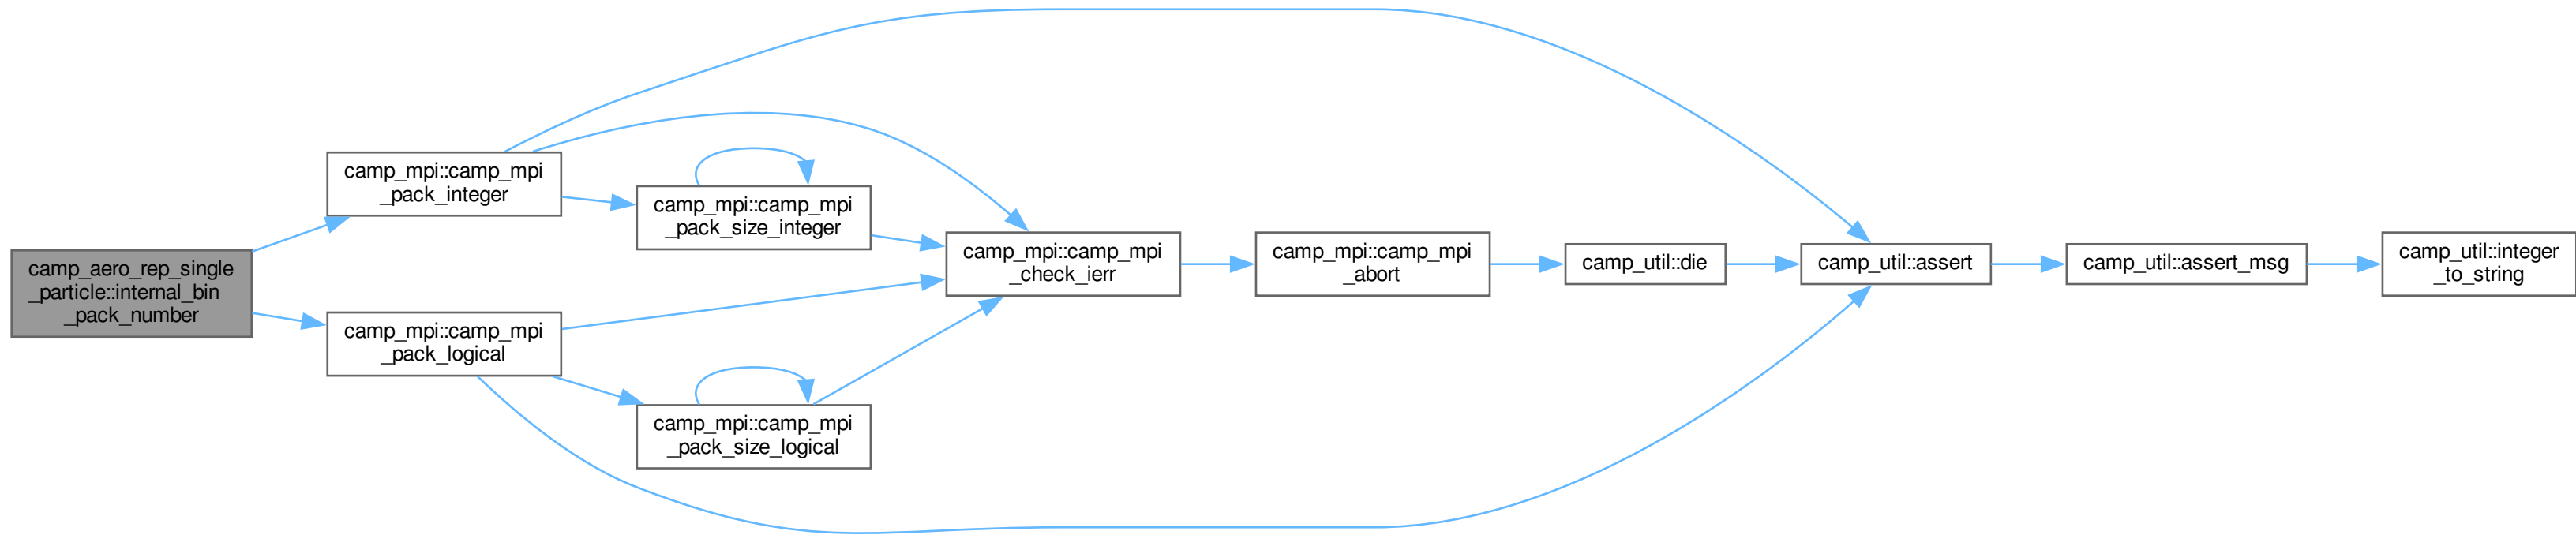 camp_aero_rep_single
_particle::internal_bin
_pack_number
camp_mpi::camp_mpi
_pack_integer
camp_mpi::camp_mpi
_pack_logical
camp_mpi::camp_mpi
_pack_size_integer
camp_mpi::camp_mpi
_pack_size_logical
camp_mpi::camp_mpi
_check_ierr
camp_mpi::camp_mpi
_abort
camp_util::die
camp_util::assert
camp_util::assert_msg
camp_util::integer
_to_string